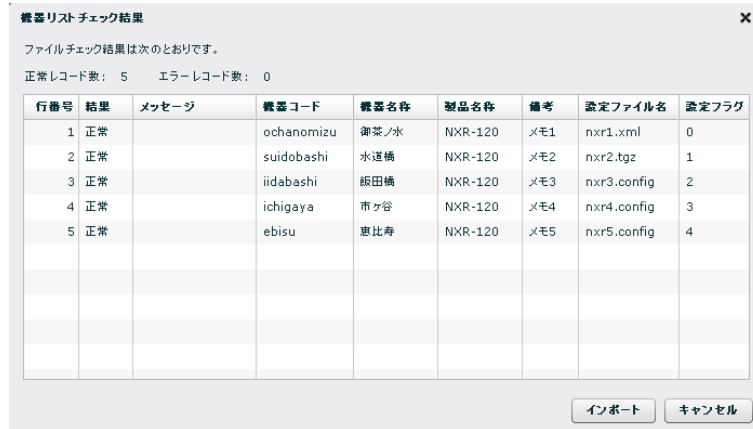 機器リストチェック結果
ファイルチェック結果は次のとおりです。
正常レコード数： 5 エラーレコード数： 0
行番号 結果 メッセージ 機器コード 機器名称 製品名称 備考 設定ファイル名 設定フラグ
1 正常 ochanomizu 御茶ノ水 NXR-120 メモ1 nxr1.xml 0
2 正常 suidobashi 水道橋 NXR-120 メモ2 nxr2.tgz 1
3 正常 iidabashi 飯田橋 NXR-120 メモ3 nxr3.config 2
4 正常 ichigaya 市ヶ谷 NXR-120 メモ4 nxr4.config 3
5 正常 ebisu 恵比寿 NXR-120 メモ5 nxr5.config 4
インポート キャンセル